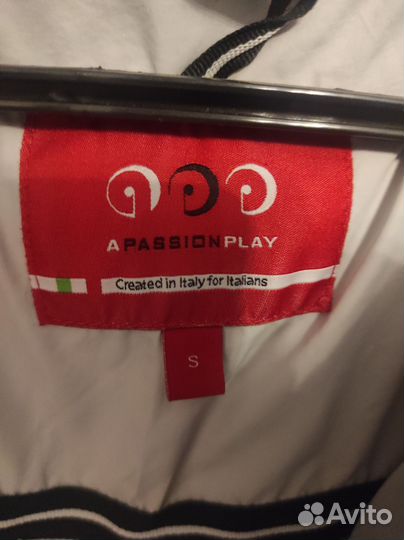 APASSIONPLAY
Created in Italy for Italians
S
Avito